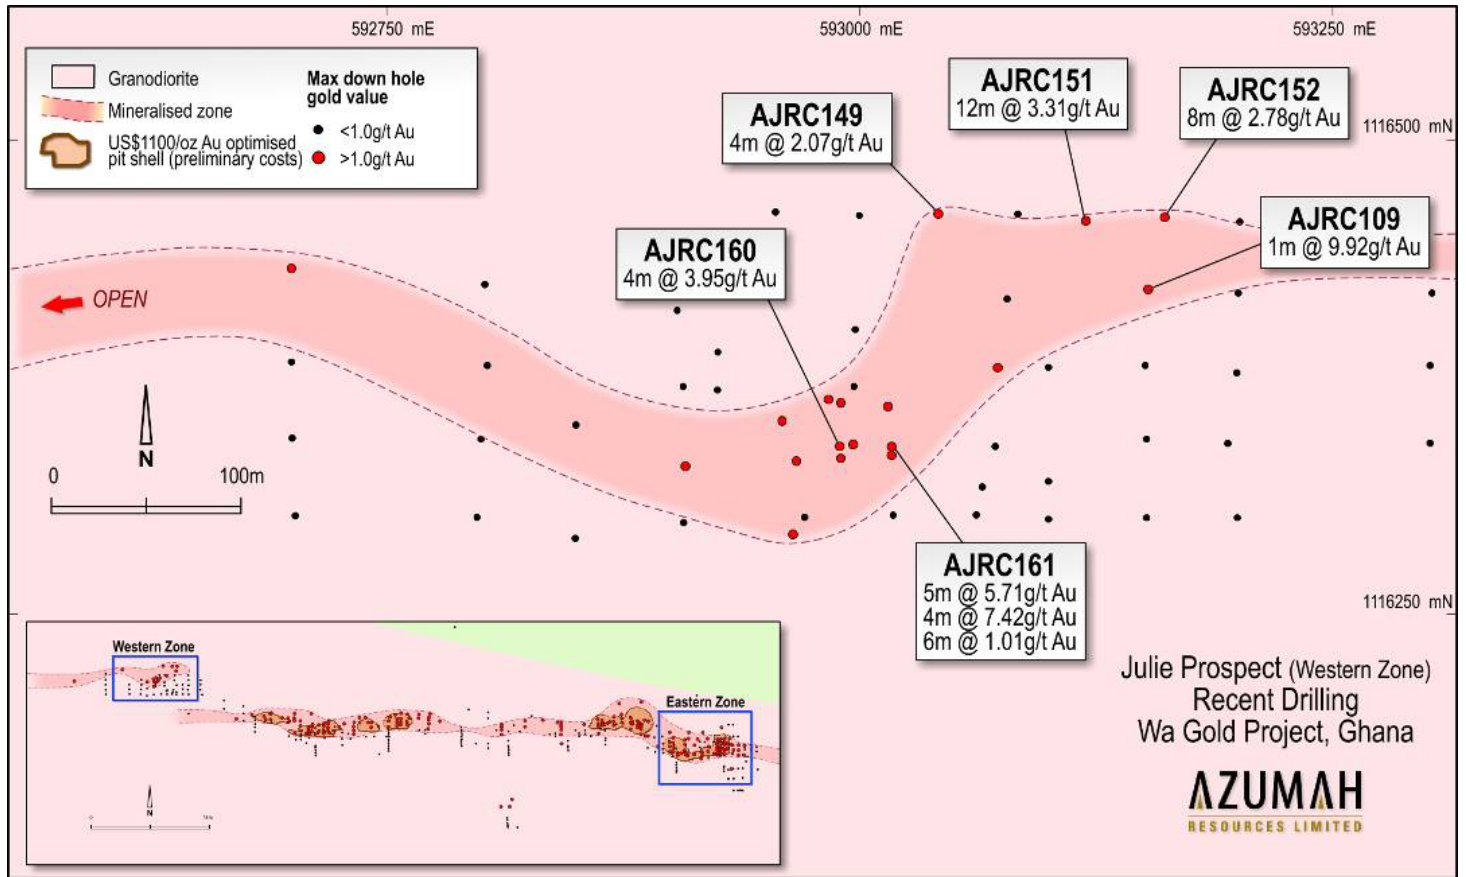 592750 mE
593000 mE
593250 mE
Granodiorite
Mineralised zone
US$1100/oz Au optimised
pit shell (preliminary costs)
Max down hole
gold value
<1.0g/t Au
>1.0g/t Au
AJRC149
4m @ 2.07g/t Au
AJRC151
12m @ 3.31g/t Au
AJRC152
8m @ 2.78g/t Au
1116500 mN
AJRC109
1m @ 9.92g/t Au
AJRC160
4m @ 3.95g/t Au
OPEN
N
0 100m
AJRC161
5m @ 5.71g/t Au
4m @ 7.42g/t Au
6m @ 1.01g/t Au
1116250 mN
Western Zone
Eastern Zone
N
0
Julie Prospect (Western Zone)
Recent Drilling
Wa Gold Project, Ghana
AZUMAH
RESOURCES LIMITED